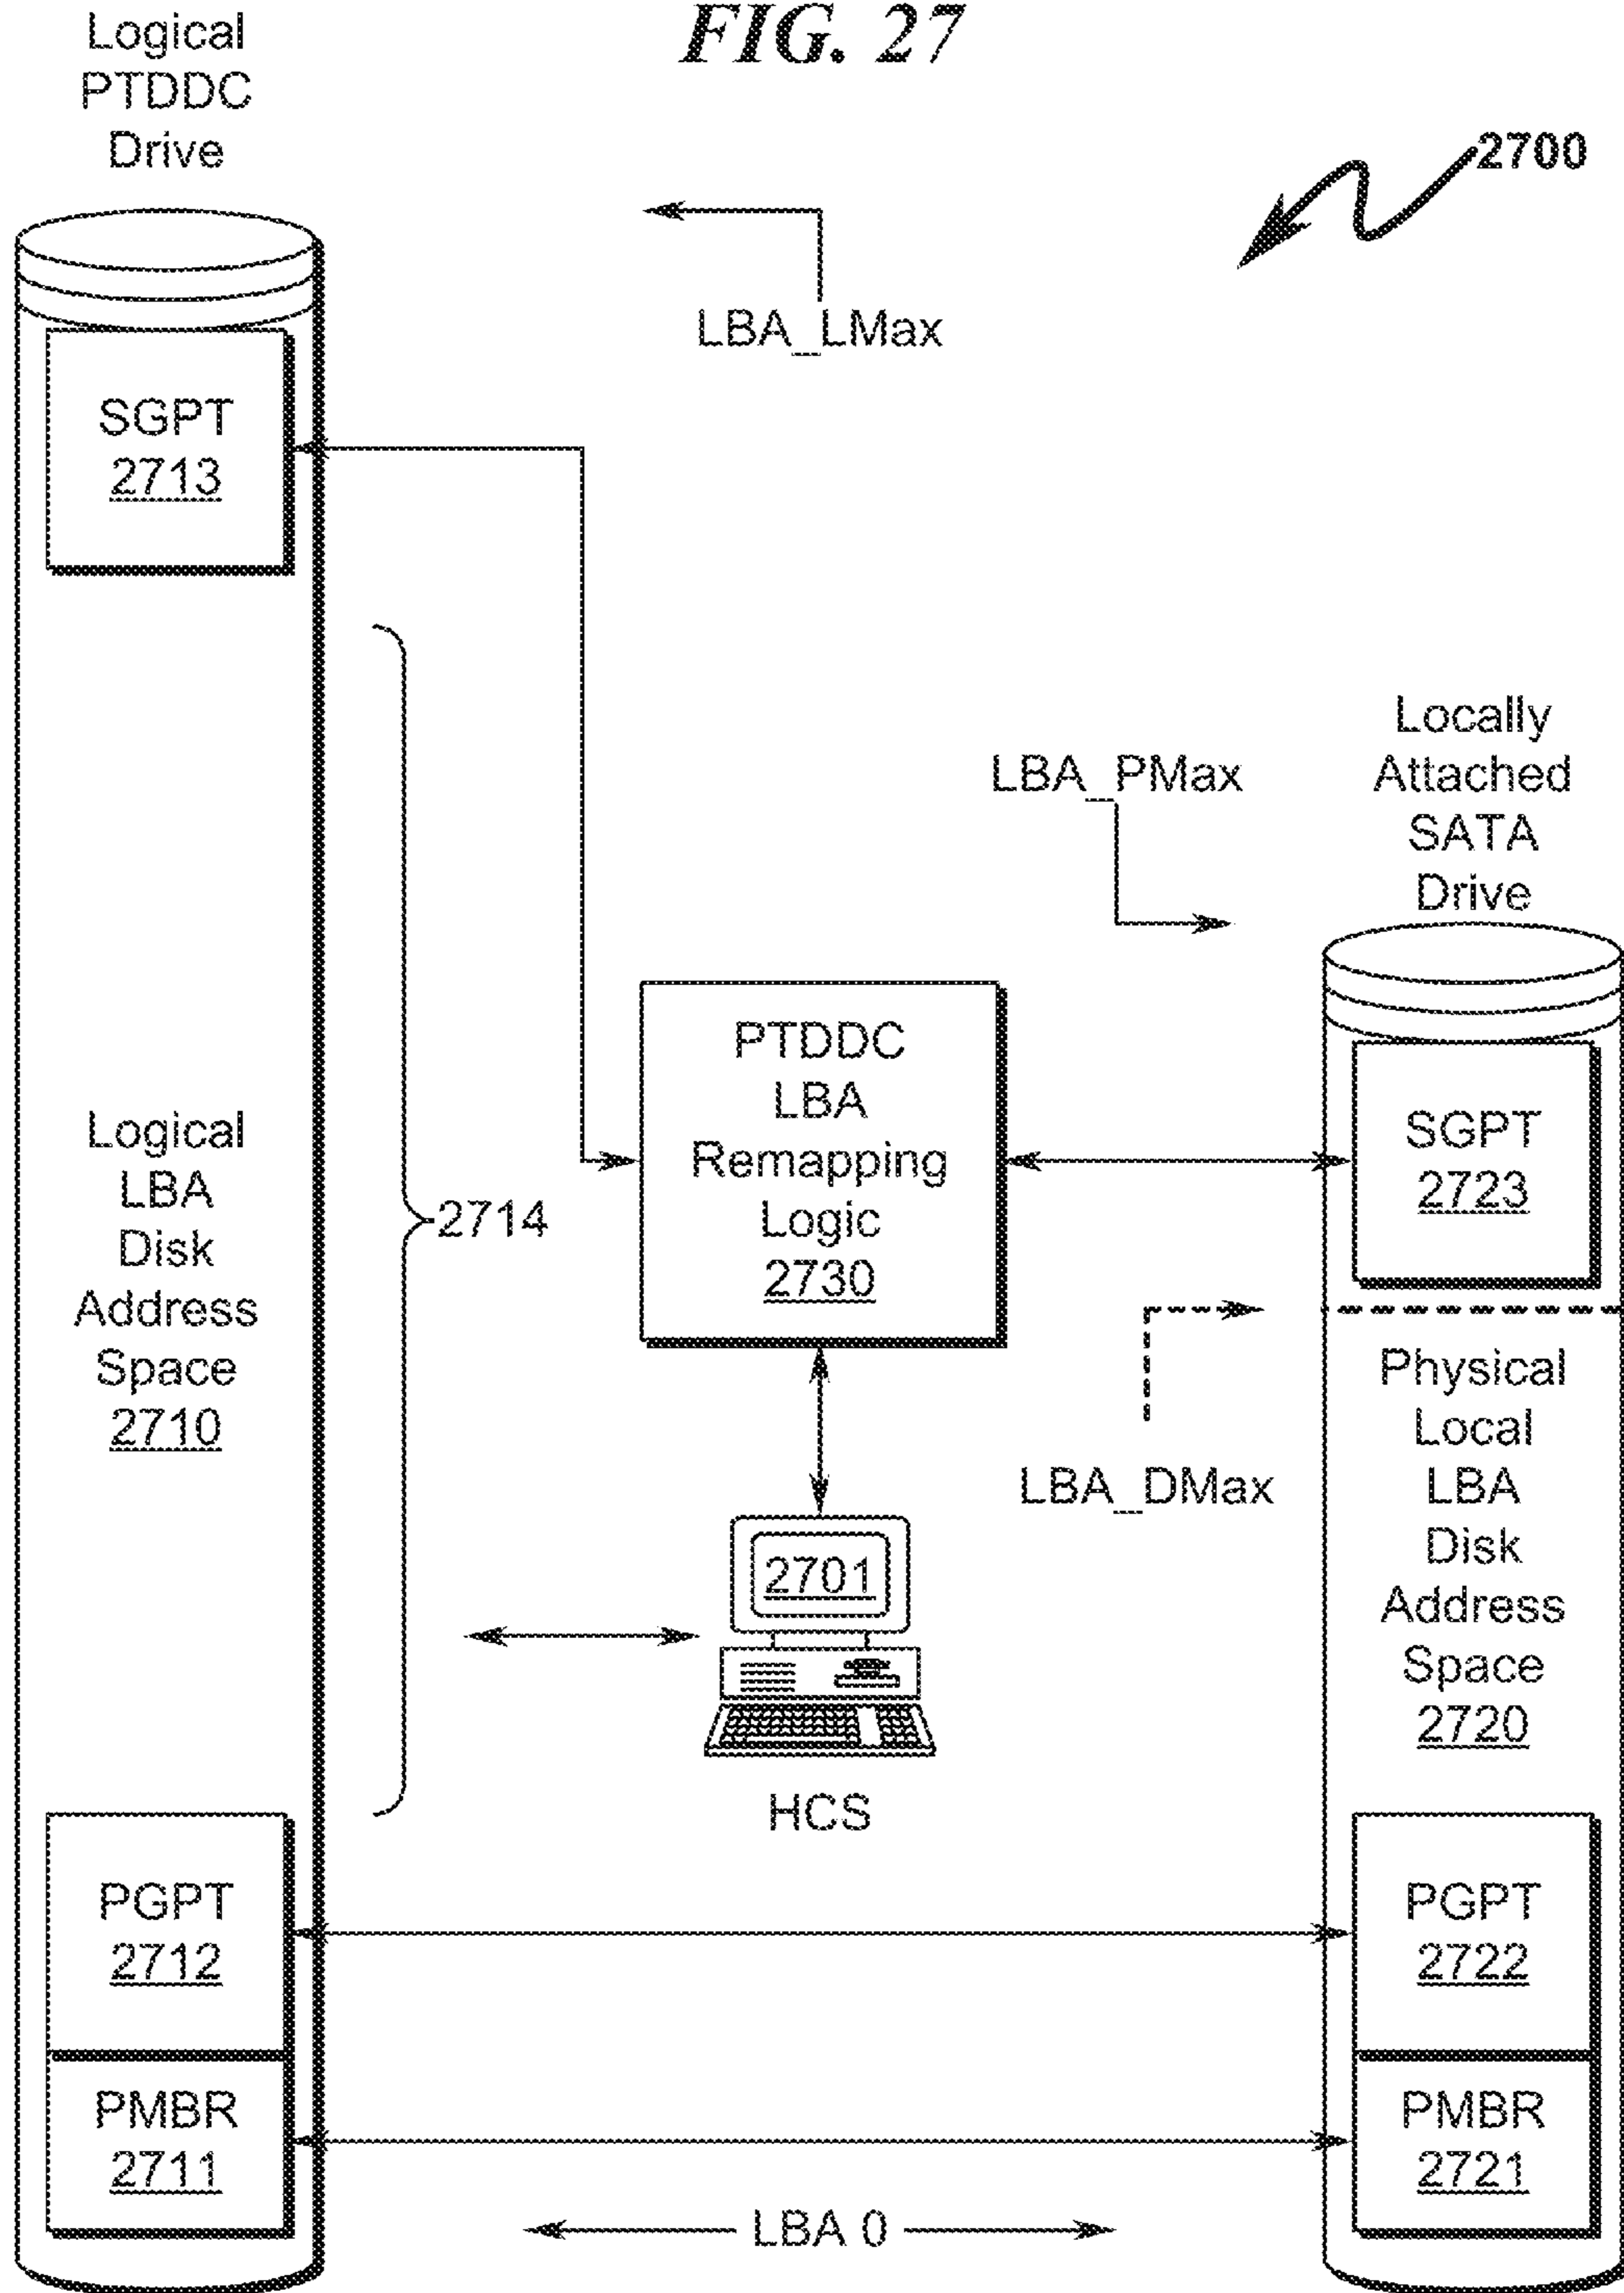 FIG. 27
Logical
PTDDC
Drive
2700
LBA_LMax
SGPT
2713
LBA_PMax
Locally
Attached
SATA
Drive
PTDDC
LBA
Remapping
Logic
2730
SGPT
2723
Logical
LBA
Disk
Address
Space
2710
2714
LBA_DMax
Physical
Local
LBA
Disk
Address
Space
2720
2701
HCS
PGPT
2712
PGPT
2722
PMBR
2711
PMBR
2721
LBA 0